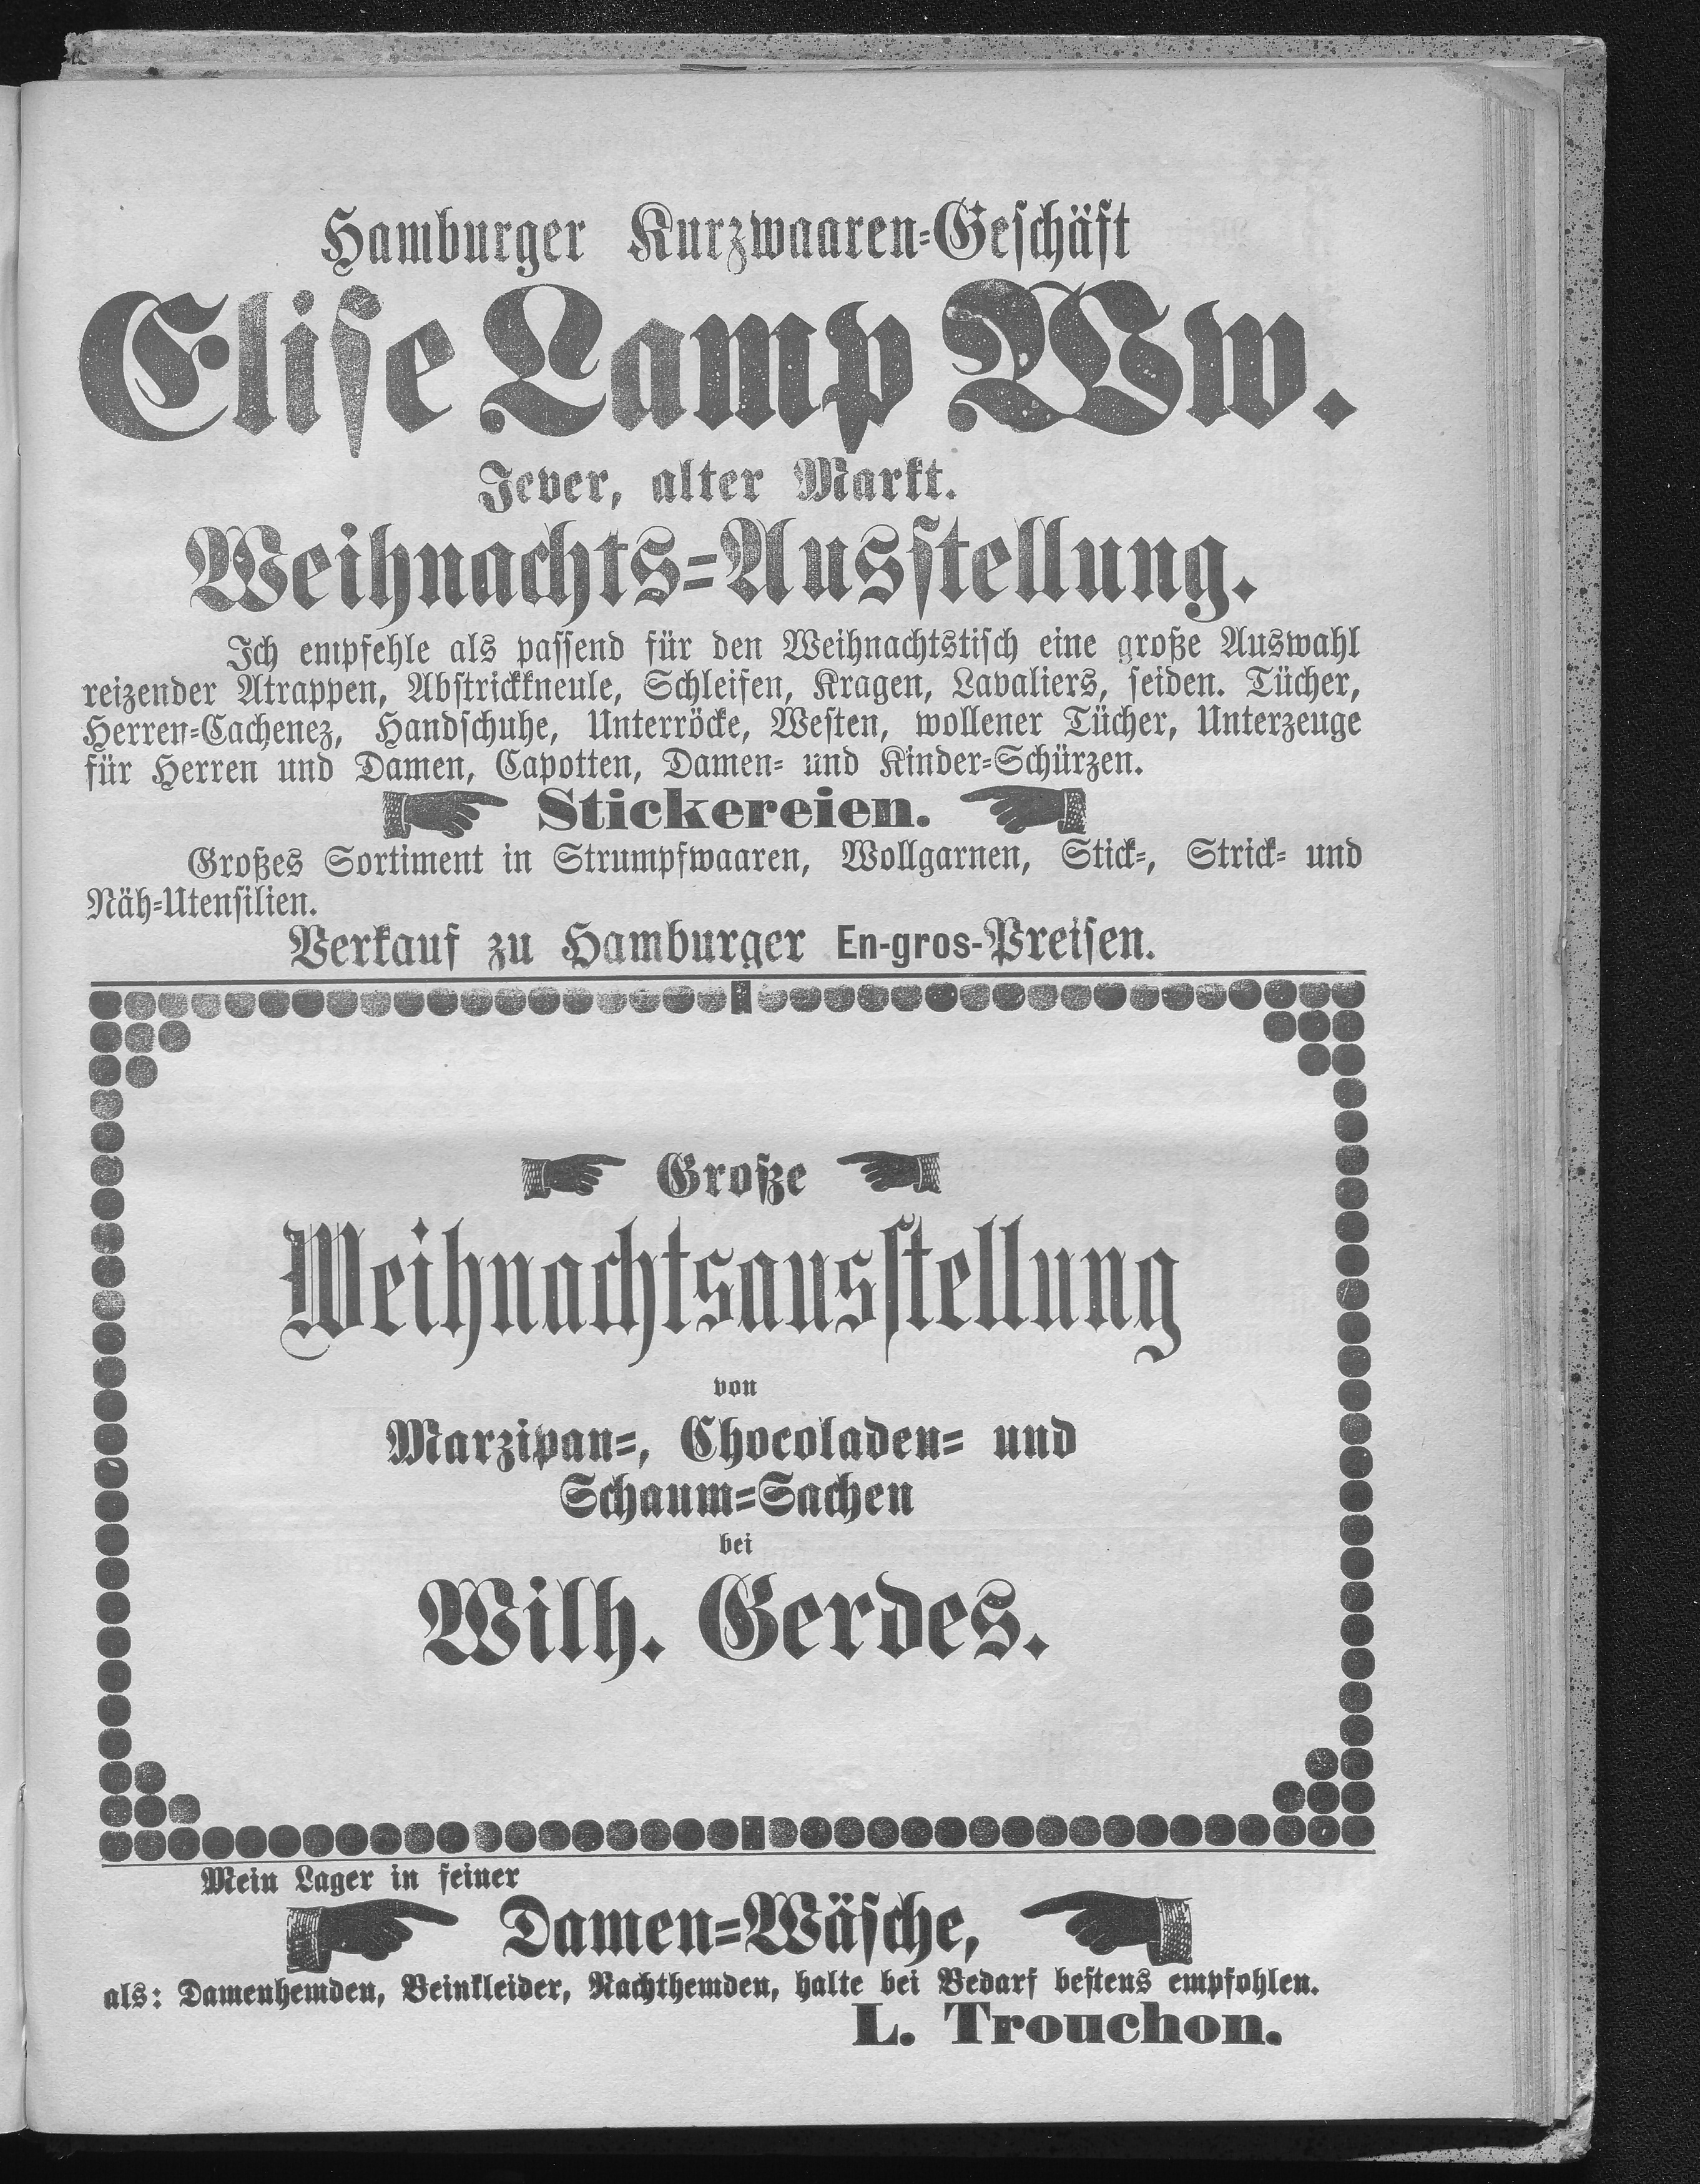 Hamburger Kurzwaaren-Geschäft
Elise Lamp Ww.
Jever, alter Markt.
Weihnachts-Ausstellung.
Ich empfehle als passend für den Weihnachtstisch eine große Auswahl
reizender Atrappen, Abstrickkneule, Schleifen, Kragen, Lavaliers, seiden. Tücher,
Herren-Cachenez, Handschuhe, Unterröcke, Westen, wollener Tücher, Unterzeuge
für Herren und Damen, Capotten, Damen- und Kinder-Schürzen.
Stickereien.
Großes Sortiment in Strumpfwaaren, Wollgarnen, Stick-, Strick- und
Näh-Utensilien.
Verkauf zu Hamburger En-gros-Preisen.
Große
Weihnachtsausstellung
von
Marzipan-, Chocoladen- und
Schaum-Sachen
bei
Wilh. Gerdes.
Mein Lager in feiner
Damen-Wäsche,
als: Damenhemden, Beinkleider, Nachthemden, halte bei Bedarf bestens empfohlen.
L. Trouchon.